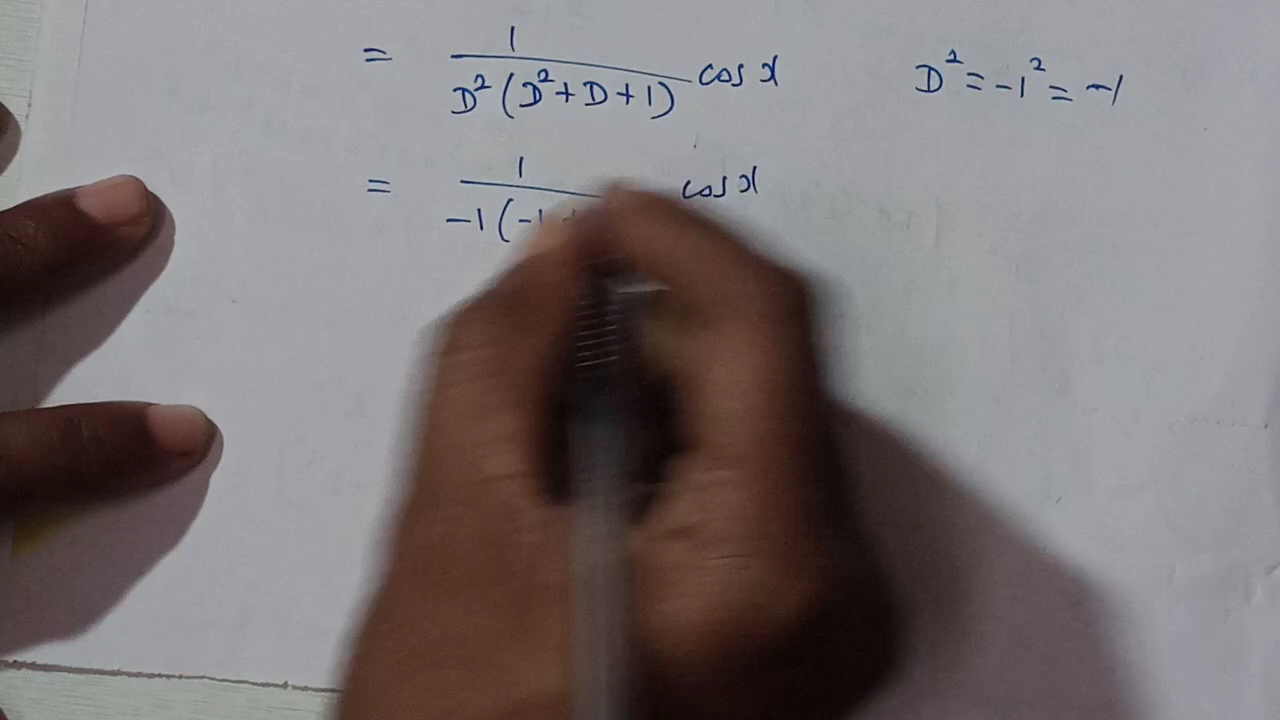 = 1/(D²(D²+D+1)) cos x    D² = -1² = -1
= 1/(-1(-1+ cos x